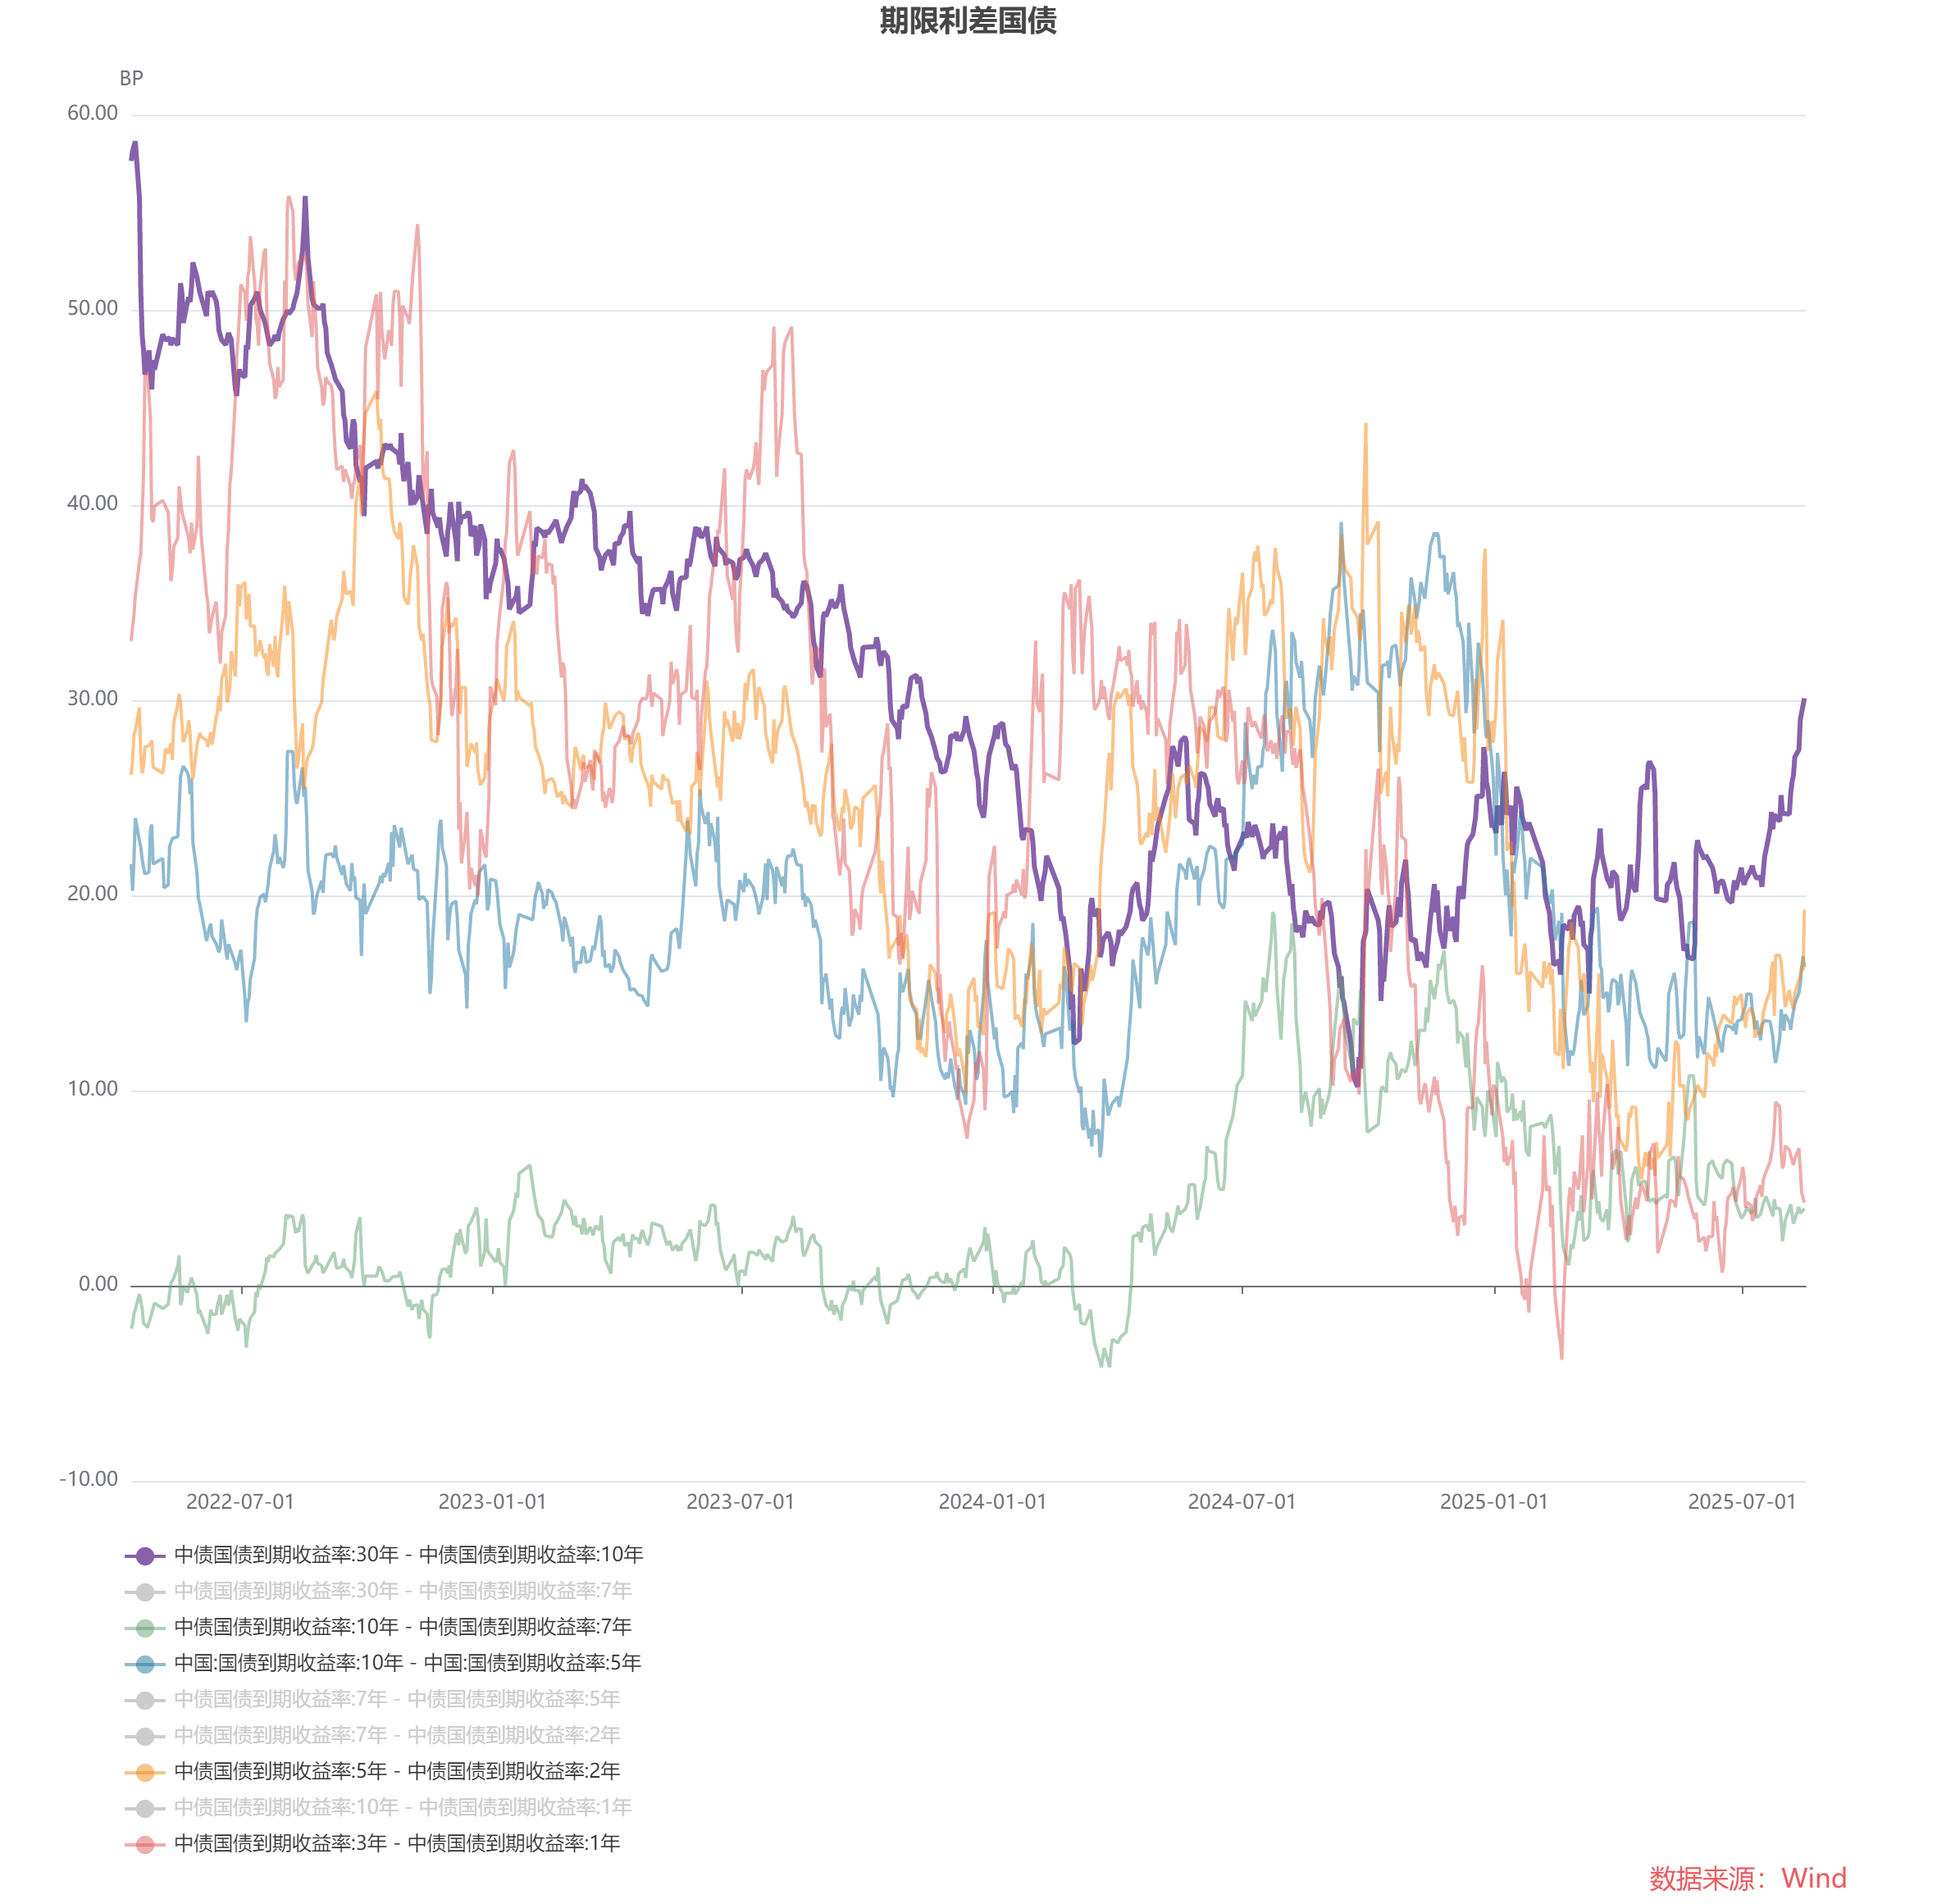 期限利差国债
BP
60.00
50.00
40.00
30.00
20.00
10.00
0.00
-10.00
2022-07-01 2023-01-01 2023-07-01 2024-01-01 2024-07-01 2025-01-01 2025-07-01
中债国债到期收益率:30年 - 中债国债到期收益率:10年
中债国债到期收益率:30年 - 中债国债到期收益率:7年
中债国债到期收益率:10年 - 中债国债到期收益率:7年
中国:国债到期收益率:10年 - 中国:国债到期收益率:5年
中债国债到期收益率:7年 - 中债国债到期收益率:5年
中债国债到期收益率:7年 - 中债国债到期收益率:2年
中债国债到期收益率:5年 - 中债国债到期收益率:2年
中债国债到期收益率:10年 - 中债国债到期收益率:1年
中债国债到期收益率:3年 - 中债国债到期收益率:1年
数据来源：Wind